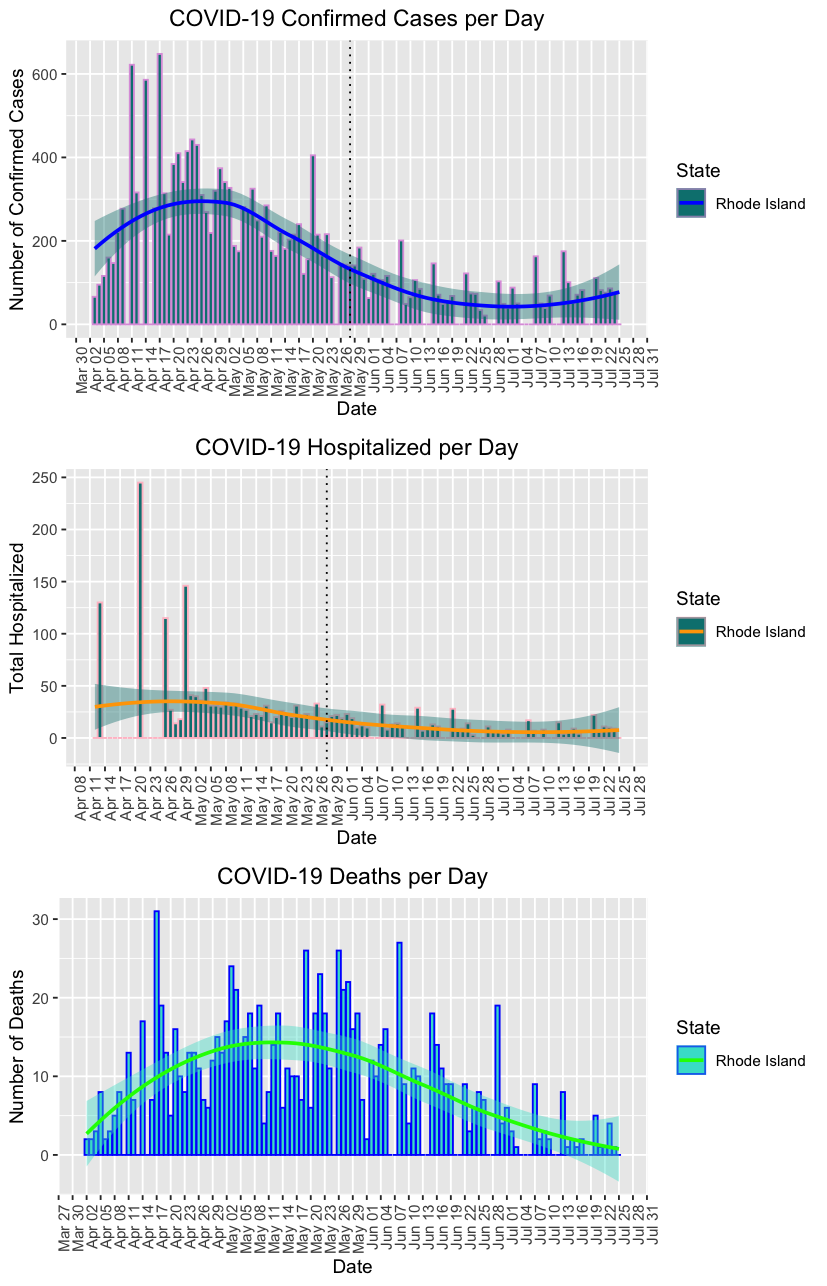 COVID-19 Confirmed Cases per Day
Number of Confirmed Cases
600
400
200
0
Mar 30
Apr 02
Apr 05
Apr 08
Apr 11
Apr 14
Apr 17
Apr 20
Apr 23
Apr 26
Apr 29
May 02
May 05
May 08
May 11
May 14
May 17
May 20
May 23
May 26
May 29
Jun 01
Jun 04
Jun 07
Jun 10
Jun 13
Jun 16
Jun 19
Jun 22
Jun 25
Jun 28
Jul 01
Jul 04
Jul 07
Jul 10
Jul 13
Jul 16
Jul 19
Jul 22
Jul 25
Jul 28
Jul 31
Date
State
Rhode Island
COVID-19 Hospitalized per Day
Total Hospitalized
250
200
150
100
50
0
Apr 08
Apr 11
Apr 14
Apr 17
Apr 20
Apr 23
Apr 26
Apr 29
May 02
May 05
May 08
May 11
May 14
May 17
May 20
May 23
May 26
May 29
Jun 01
Jun 04
Jun 07
Jun 10
Jun 13
Jun 16
Jun 19
Jun 22
Jun 25
Jun 28
Jul 01
Jul 04
Jul 07
Jul 10
Jul 13
Jul 16
Jul 19
Jul 22
Jul 25
Jul 28
Date
State
Rhode Island
COVID-19 Deaths per Day
Number of Deaths
30
20
10
0
Mar 27
Mar 30
Apr 02
Apr 05
Apr 08
Apr 11
Apr 14
Apr 17
Apr 20
Apr 23
Apr 26
Apr 29
May 02
May 05
May 08
May 11
May 14
May 17
May 20
May 23
May 26
May 29
Jun 01
Jun 04
Jun 07
Jun 10
Jun 13
Jun 16
Jun 19
Jun 22
Jun 25
Jun 28
Jul 01
Jul 04
Jul 07
Jul 10
Jul 13
Jul 16
Jul 19
Jul 22
Jul 25
Jul 28
Jul 31
Date
State
Rhode Island